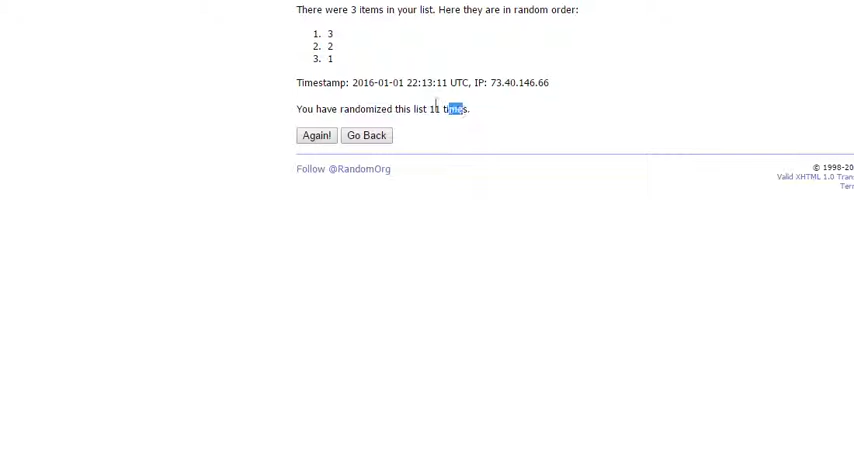 There were 3 items in your list. Here they are in random order:
1. 3
2. 2
3. 1
Timestamp: 2016-01-01 22:13:11 UTC, IP: 73.40.146.66
You have randomized this list 11 times.
Again! Go Back
Follow @RandomOrg
© 1998-20
Valid XHTML 1.0 Tran
Terr